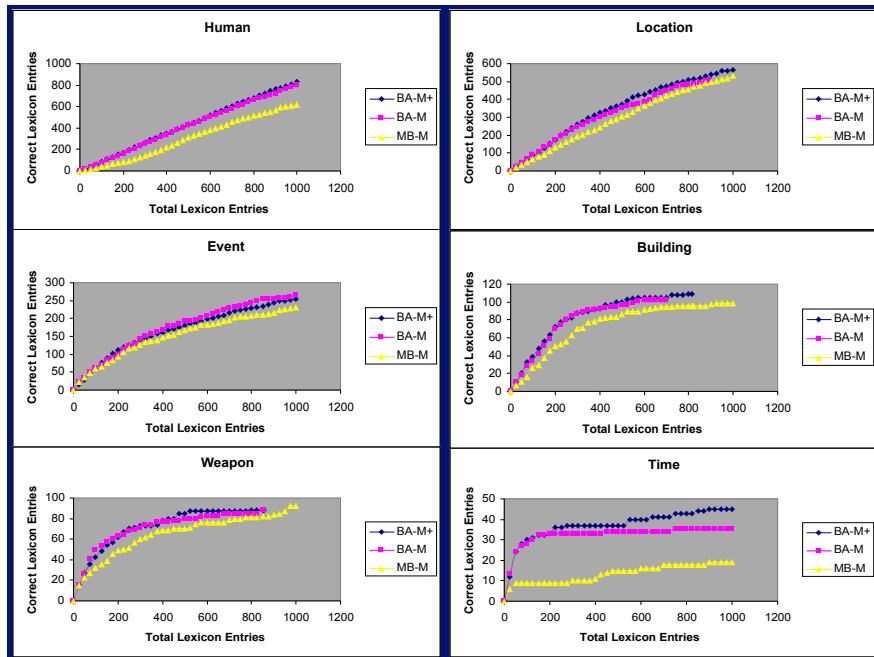 Human
1000
800
600
400
200
0
0 200 400 600 800 1000 1200
Correct Lexicon Entries
Total Lexicon Entries
BA-M+
BA-M
MB-M
Location
600
500
400
300
200
100
0
0 200 400 600 800 1000 1200
Correct Lexicon Entries
Total Lexicon Entries
BA-M+
BA-M
MB-M
Event
300
250
200
150
100
50
0
0 200 400 600 800 1000 1200
Correct Lexicon Entries
Total Lexicon Entries
BA-M+
BA-M
MB-M
Building
120
100
80
60
40
20
0
0 200 400 600 800 1000 1200
Correct Lexicon Entries
Total Lexicon Entries
BA-M+
BA-M
MB-M
Weapon
100
80
60
40
20
0
0 200 400 600 800 1000 1200
Correct Lexicon Entries
Total Lexicon Entries
BA-M+
BA-M
MB-M
Time
50
40
30
20
10
0
0 200 400 600 800 1000 1200
Correct Lexicon Entries
Total Lexicon Entries
BA-M+
BA-M
MB-M